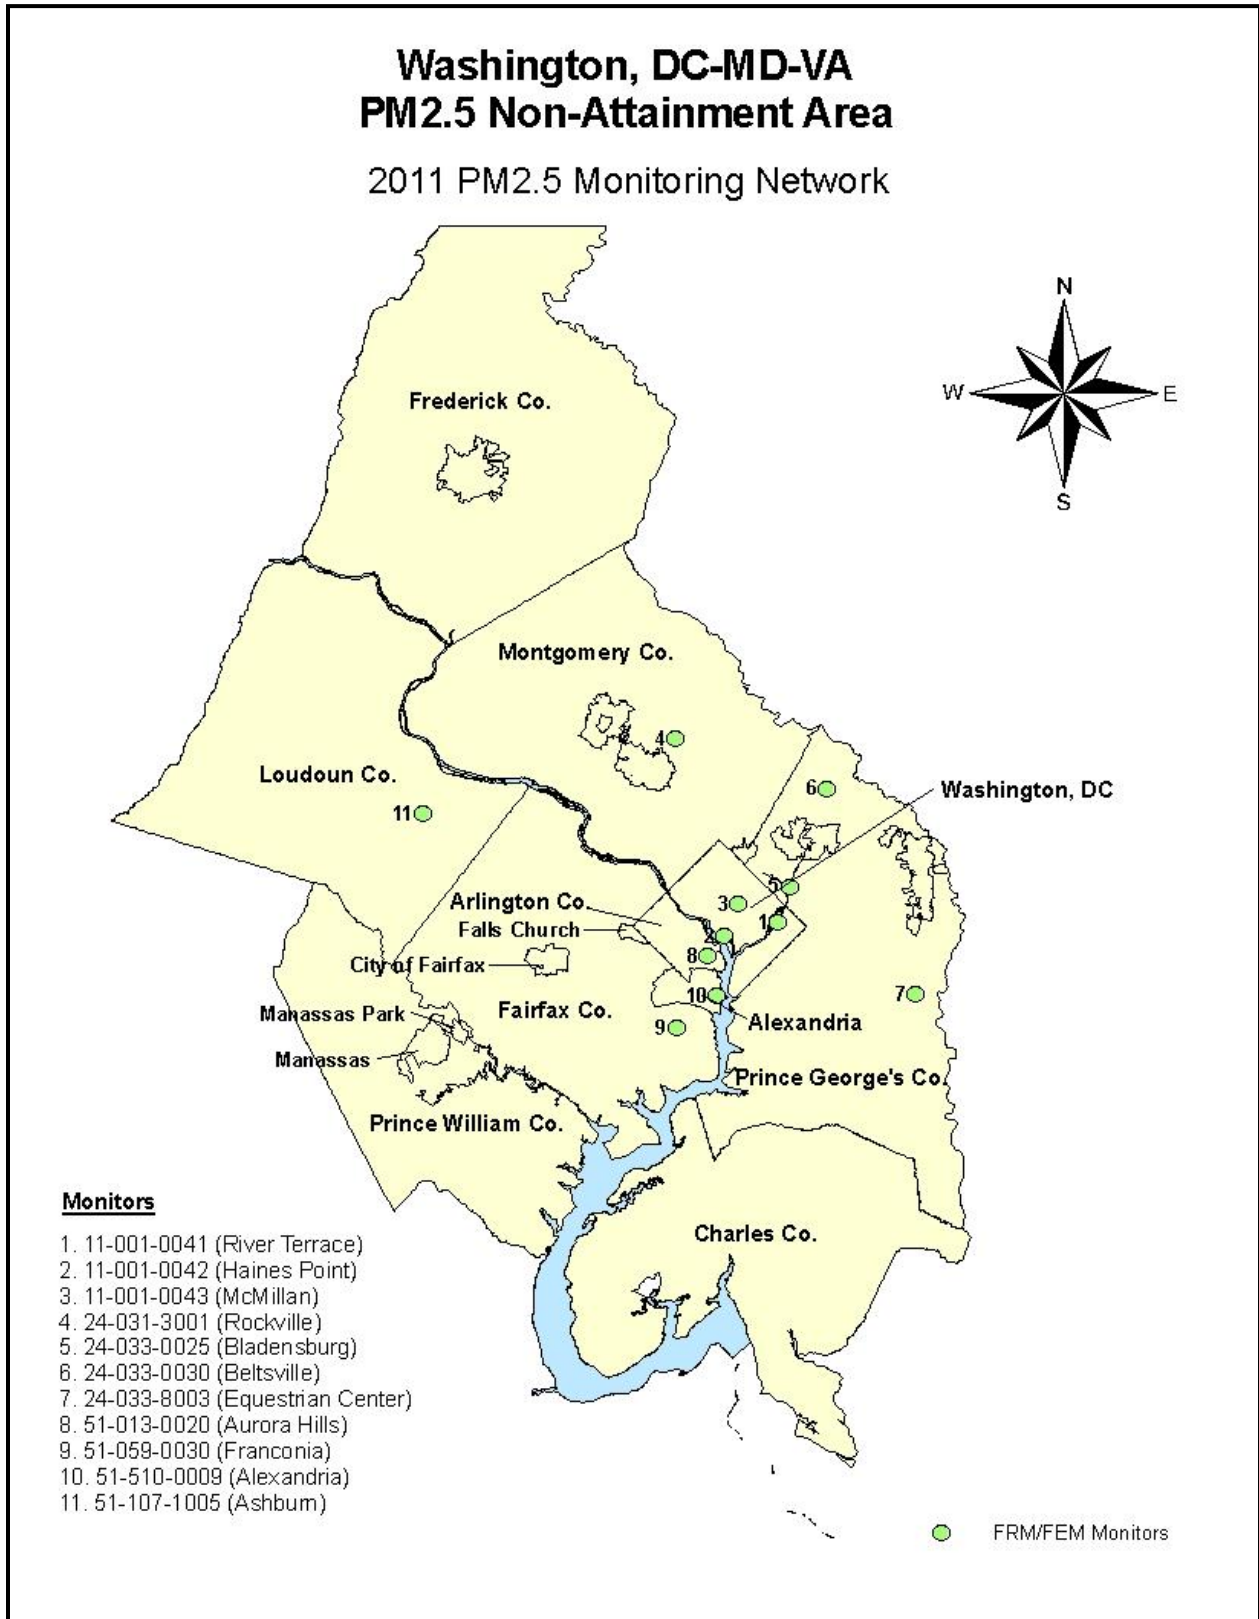 Washington, DC-MD-VA
PM2.5 Non-Attainment Area
2011 PM2.5 Monitoring Network
N
W
E
S
Frederick Co.
Montgomery Co.
4
Loudoun Co.
11
6
Washington, DC
5
Arlington Co.
3
Falls Church
1
2
8
City of Fairfax
10
7
Manassas Park
Fairfax Co.
9
Alexandria
Manassas
Prince George's Co.
Prince William Co.
Charles Co.
Monitors
1. 11-001-0041 (River Terrace)
2. 11-001-0042 (Haines Point)
3. 11-001-0043 (McMillan)
4. 24-031-3001 (Rockville)
5. 24-033-0025 (Bladensburg)
6. 24-033-0030 (Beltsville)
7. 24-033-8003 (Equestrian Center)
8. 51-013-0020 (Aurora Hills)
9. 51-059-0030 (Franconia)
10. 51-510-0009 (Alexandria)
11. 51-107-1005 (Ashburn)
FRM/FEM Monitors